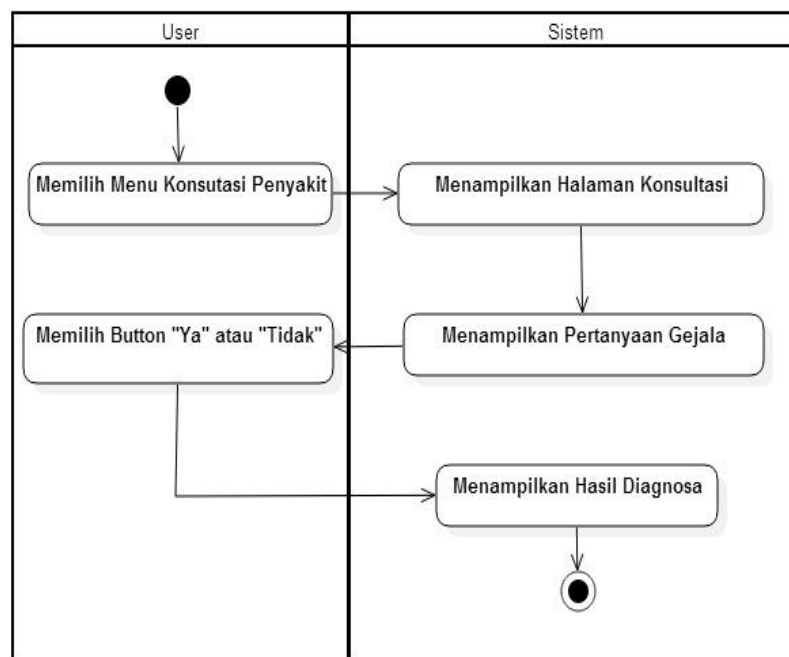 User
Sistem
Memilih Menu Konsutasi Penyakit
Menampilkan Halaman Konsultasi
Memilih Button "Ya" atau "Tidak"
Menampilkan Pertanyaan Gejala
Menampilkan Hasil Diagnosa